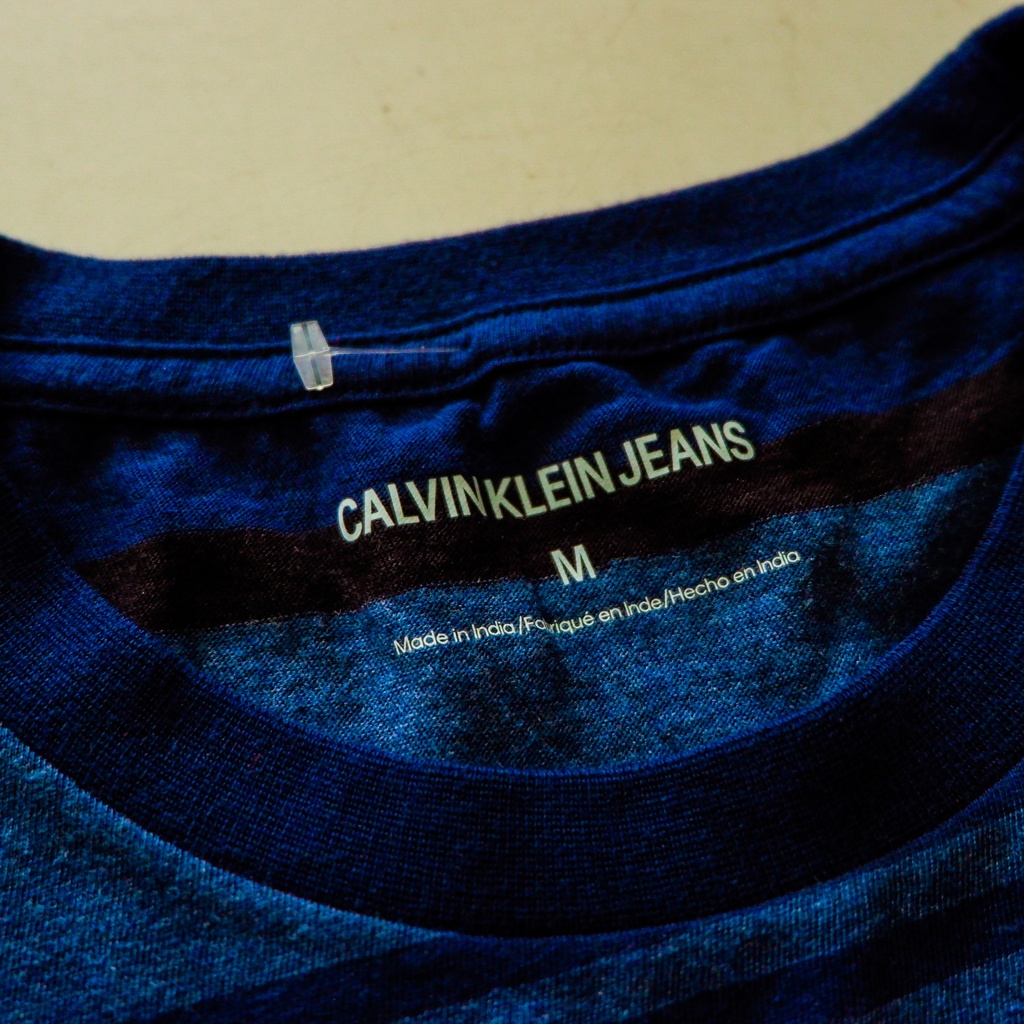 CALVIN KLEIN JEANS
M
Made in India/Fabriqué en Inde/Hecho en India